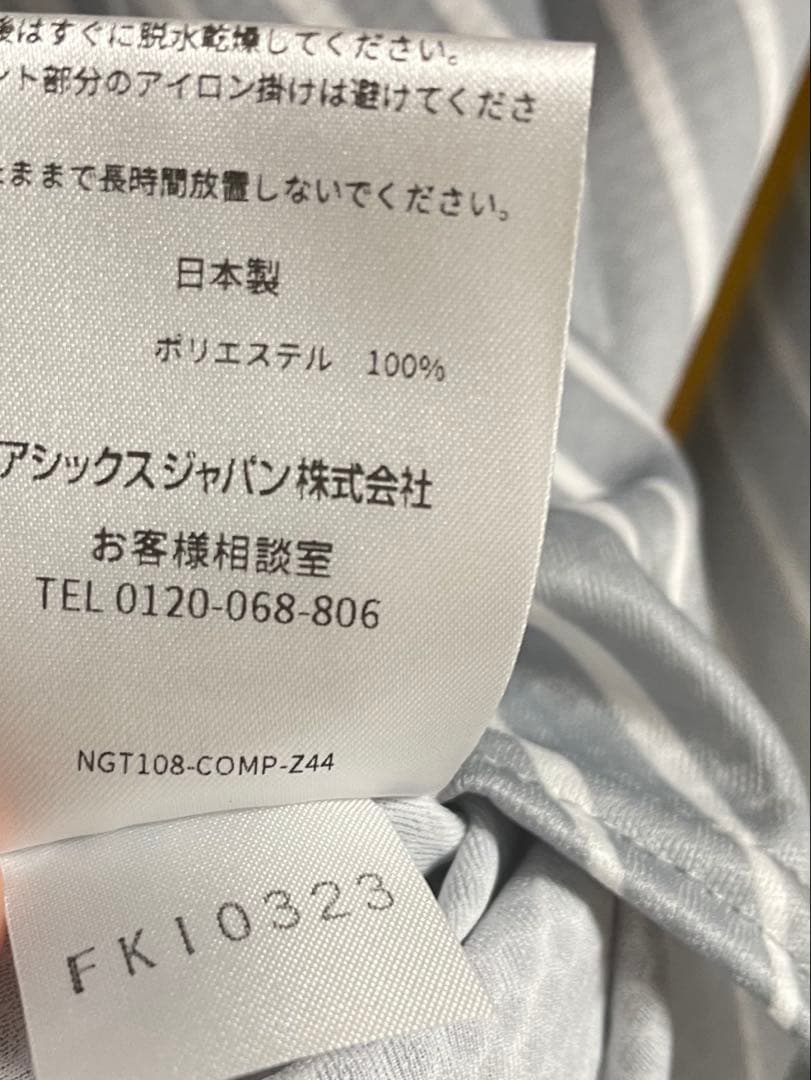 後はすぐに脱水乾燥してください。
ント部分のアイロン掛けは避けてくださ
たままで長時間放置しないでください。
日本製
ポリエステル 100%
アシックスジャパン株式会社
お客様相談室
TEL 0120-068-806
NGT108-COMP-Z44
FKI0323